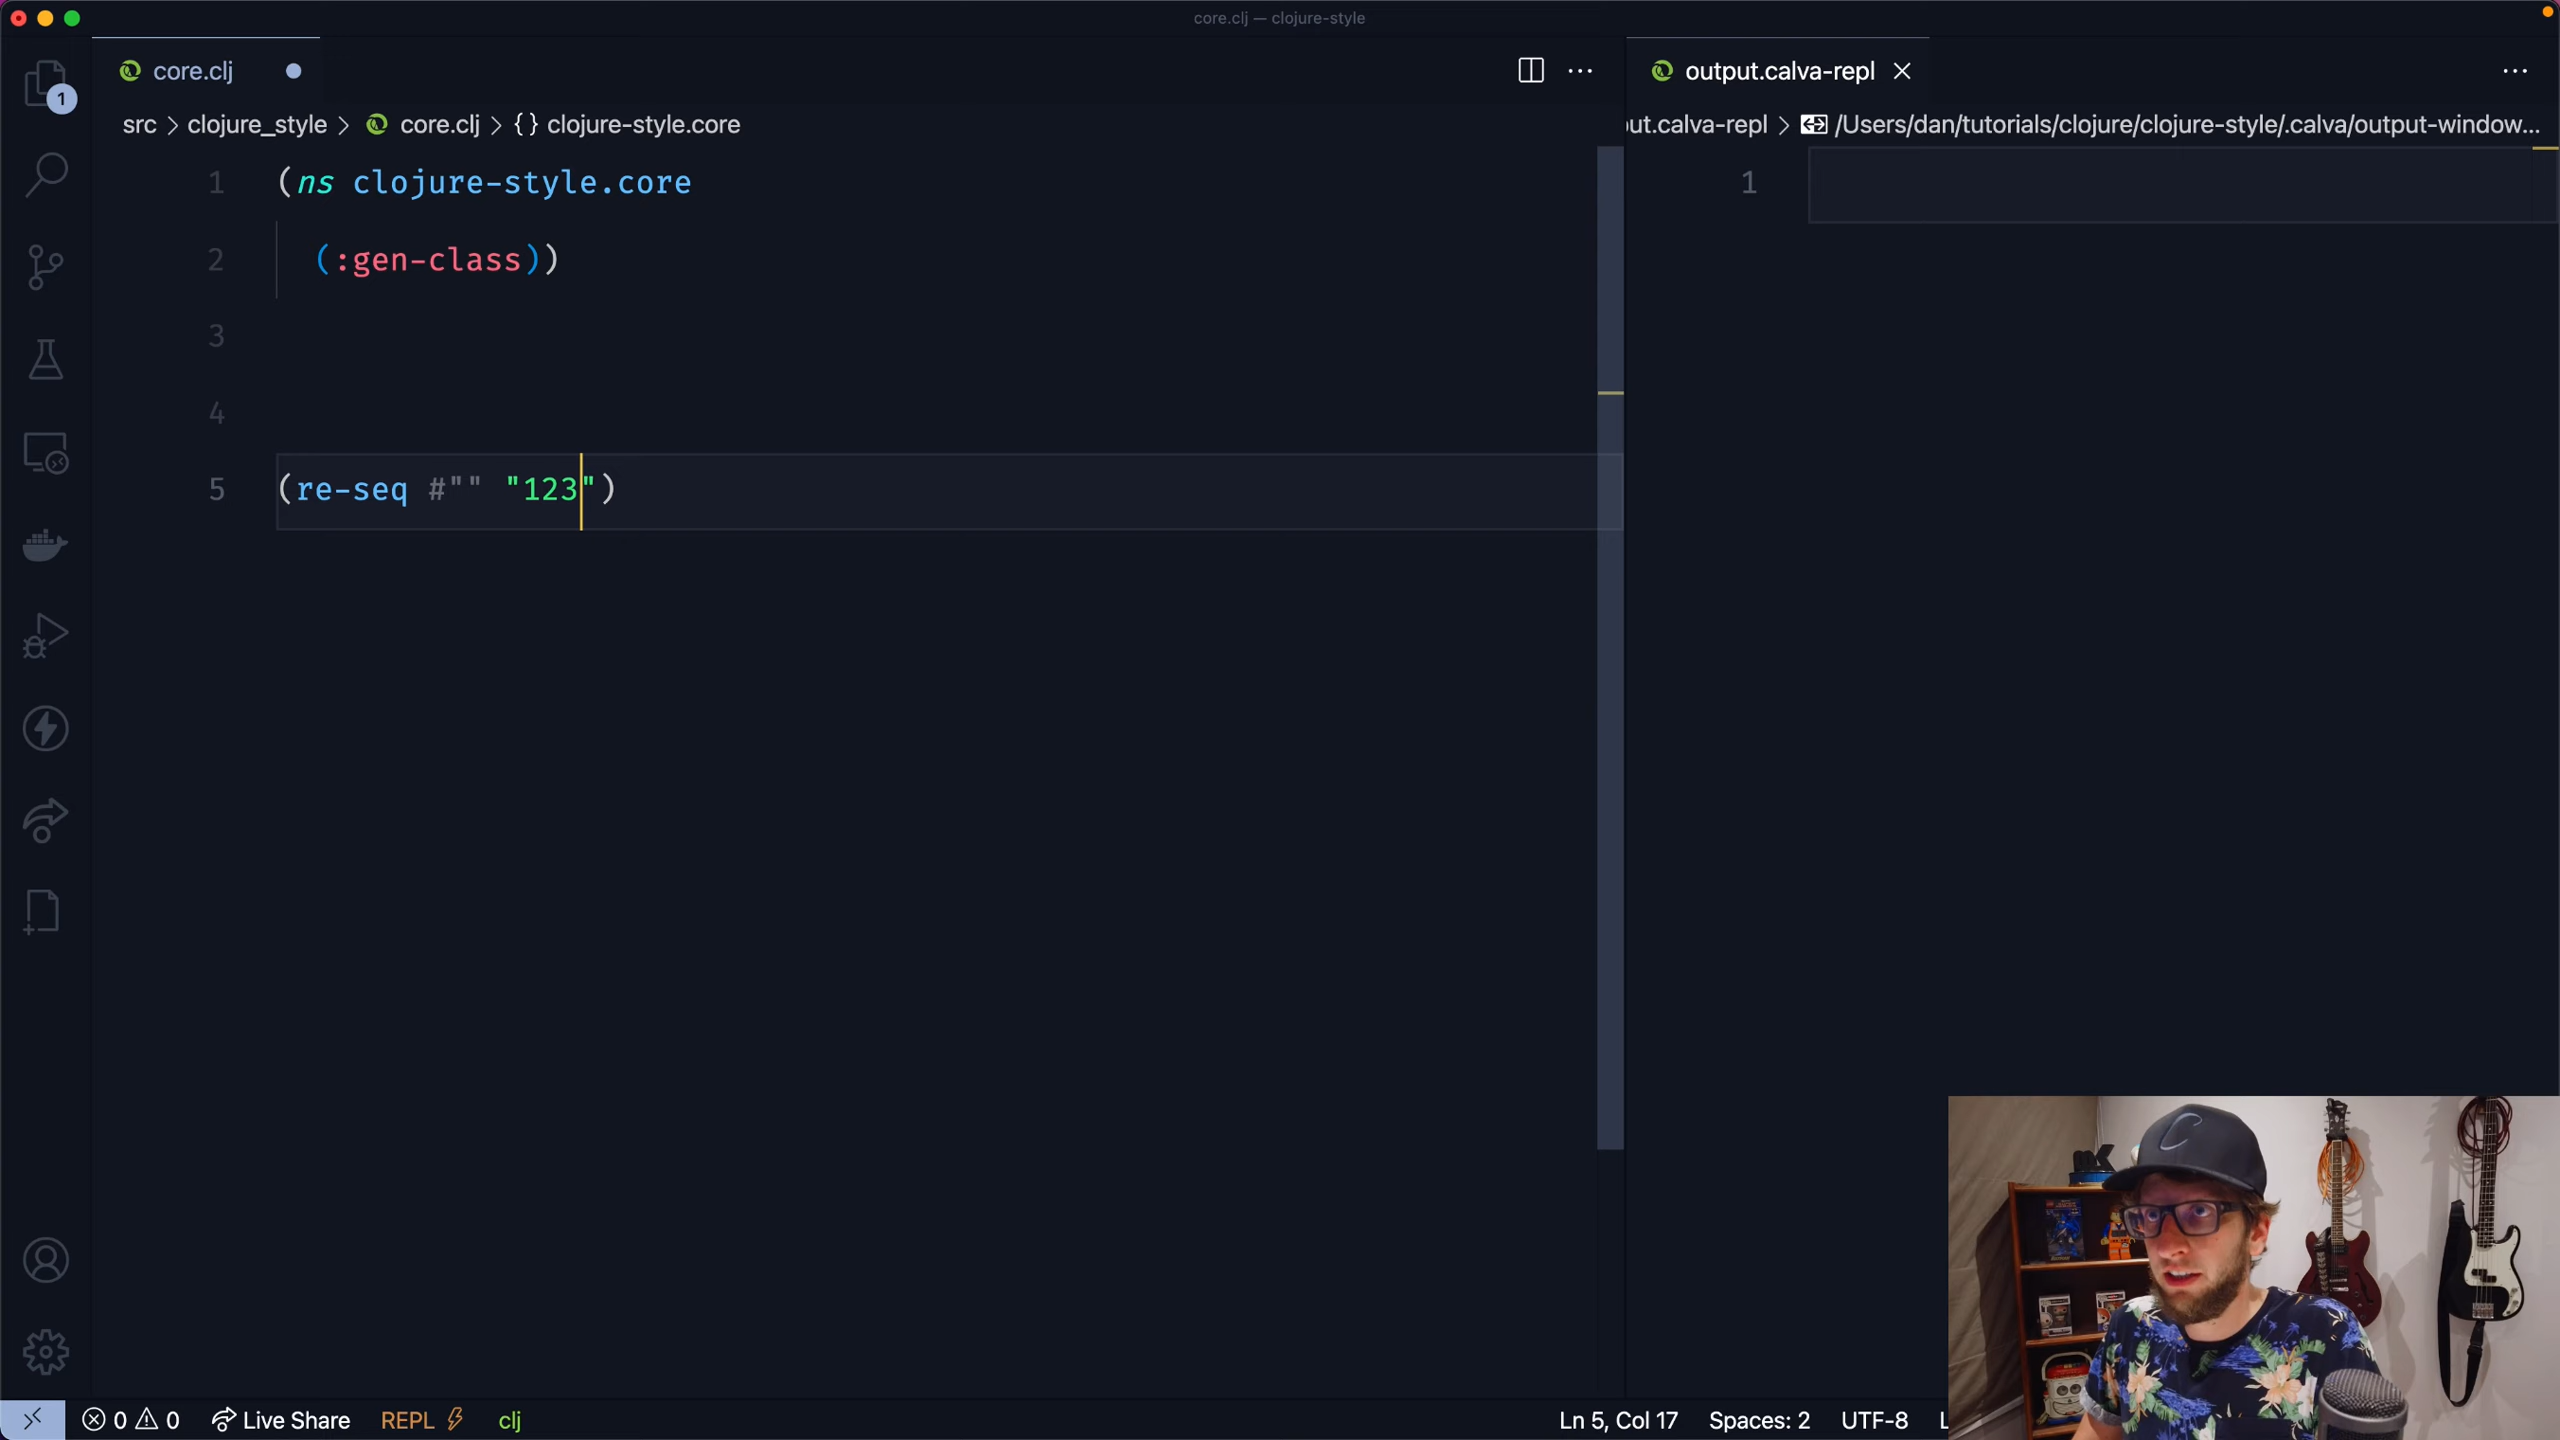 core.clj — clojure-style
core.clj
output.calva-repl
1
src > clojure_style > core.clj > {} clojure-style.core
out.calva-repl > /Users/dan/tutorials/clojure/clojure-style/.calva/output-window...
1 (ns clojure-style.core
2 (:gen-class))
3
4
5 (re-seq #"" "123")
1
C
0 0 Live Share REPL clj
Ln 5, Col 17 Spaces: 2 UTF-8 L